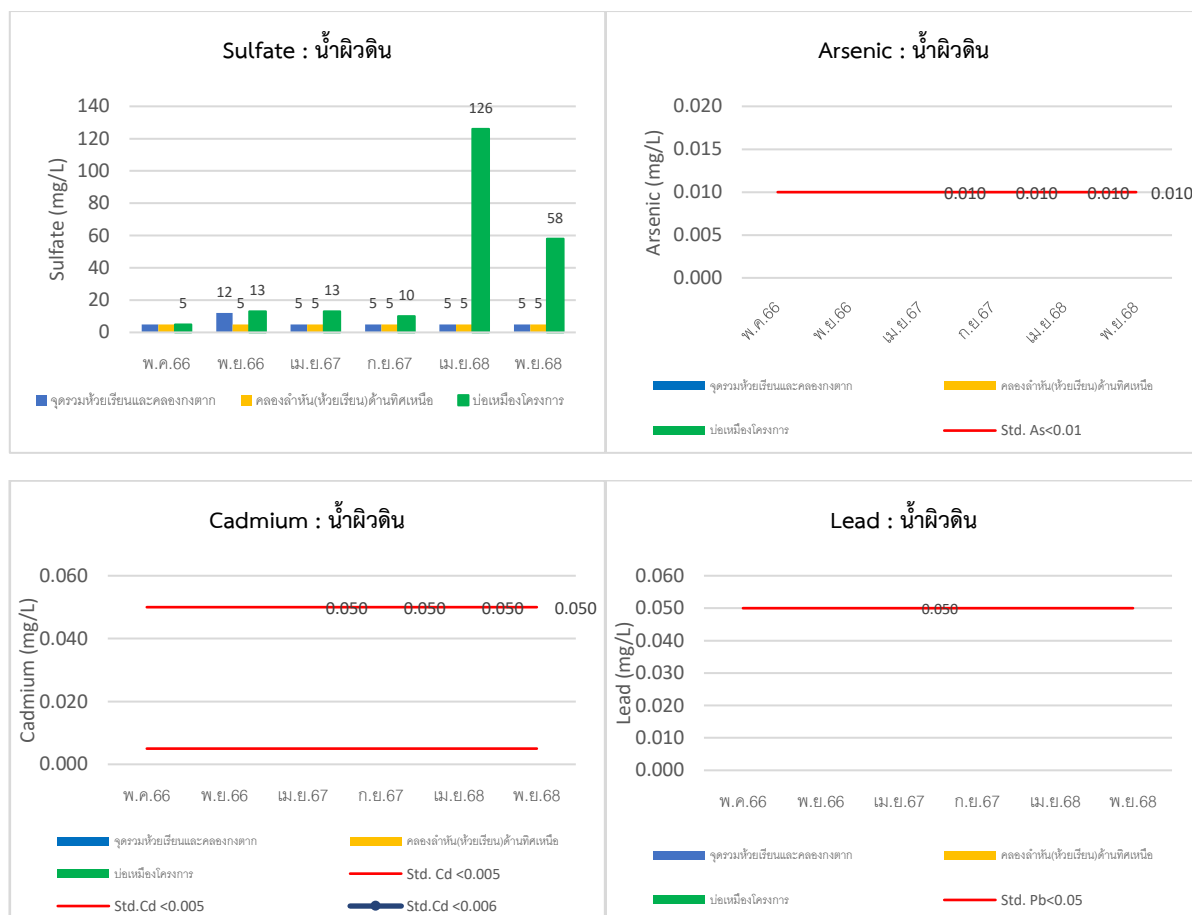 Sulfate : น้ำผิวดิน
Sulfate (mg/L)
140
120
100
80
60
40
20
0
5
12
5
13
5
5
13
5
5
10
5
5
126
5
5
58
พ.ค.66 พ.ย.66 เม.ย.67 ก.ย.67 เม.ย.68 พ.ย.68
จุดรวมห้วยเรียนและคลองกงตาก คลองลำหัน(ห้วยเรียน)ด้านทิศเหนือ บ่อเหมืองโครงการ
Arsenic : น้ำผิวดิน
Arsenic (mg/L)
0.020
0.015
0.010
0.005
0.000
0.010 0.010 0.010 0.010
พ.ค.66 พ.ย.66 เม.ย.67 ก.ย.67 เม.ย.68 พ.ย.68
จุดรวมห้วยเรียนและคลองกงตาก คลองลำหัน(ห้วยเรียน)ด้านทิศเหนือ
บ่อเหมืองโครงการ Std. As<0.01
Cadmium : น้ำผิวดิน
Cadmium (mg/L)
0.060
0.040
0.020
0.000
0.050 0.050 0.050 0.050
พ.ค.66 พ.ย.66 เม.ย.67 ก.ย.67 เม.ย.68 พ.ย.68
จุดรวมห้วยเรียนและคลองกงตาก คลองลำหัน(ห้วยเรียน)ด้านทิศเหนือ
บ่อเหมืองโครงการ Std. Cd <0.005
Std.Cd <0.005 Std.Cd <0.006
Lead : น้ำผิวดิน
Lead (mg/L)
0.060
0.050
0.040
0.030
0.020
0.010
0.000
0.050
พ.ค.66 พ.ย.66 เม.ย.67 ก.ย.67 เม.ย.68 พ.ย.68
จุดรวมห้วยเรียนและคลองกงตาก คลองลำหัน(ห้วยเรียน)ด้านทิศเหนือ
บ่อเหมืองโครงการ Std. Pb<0.05